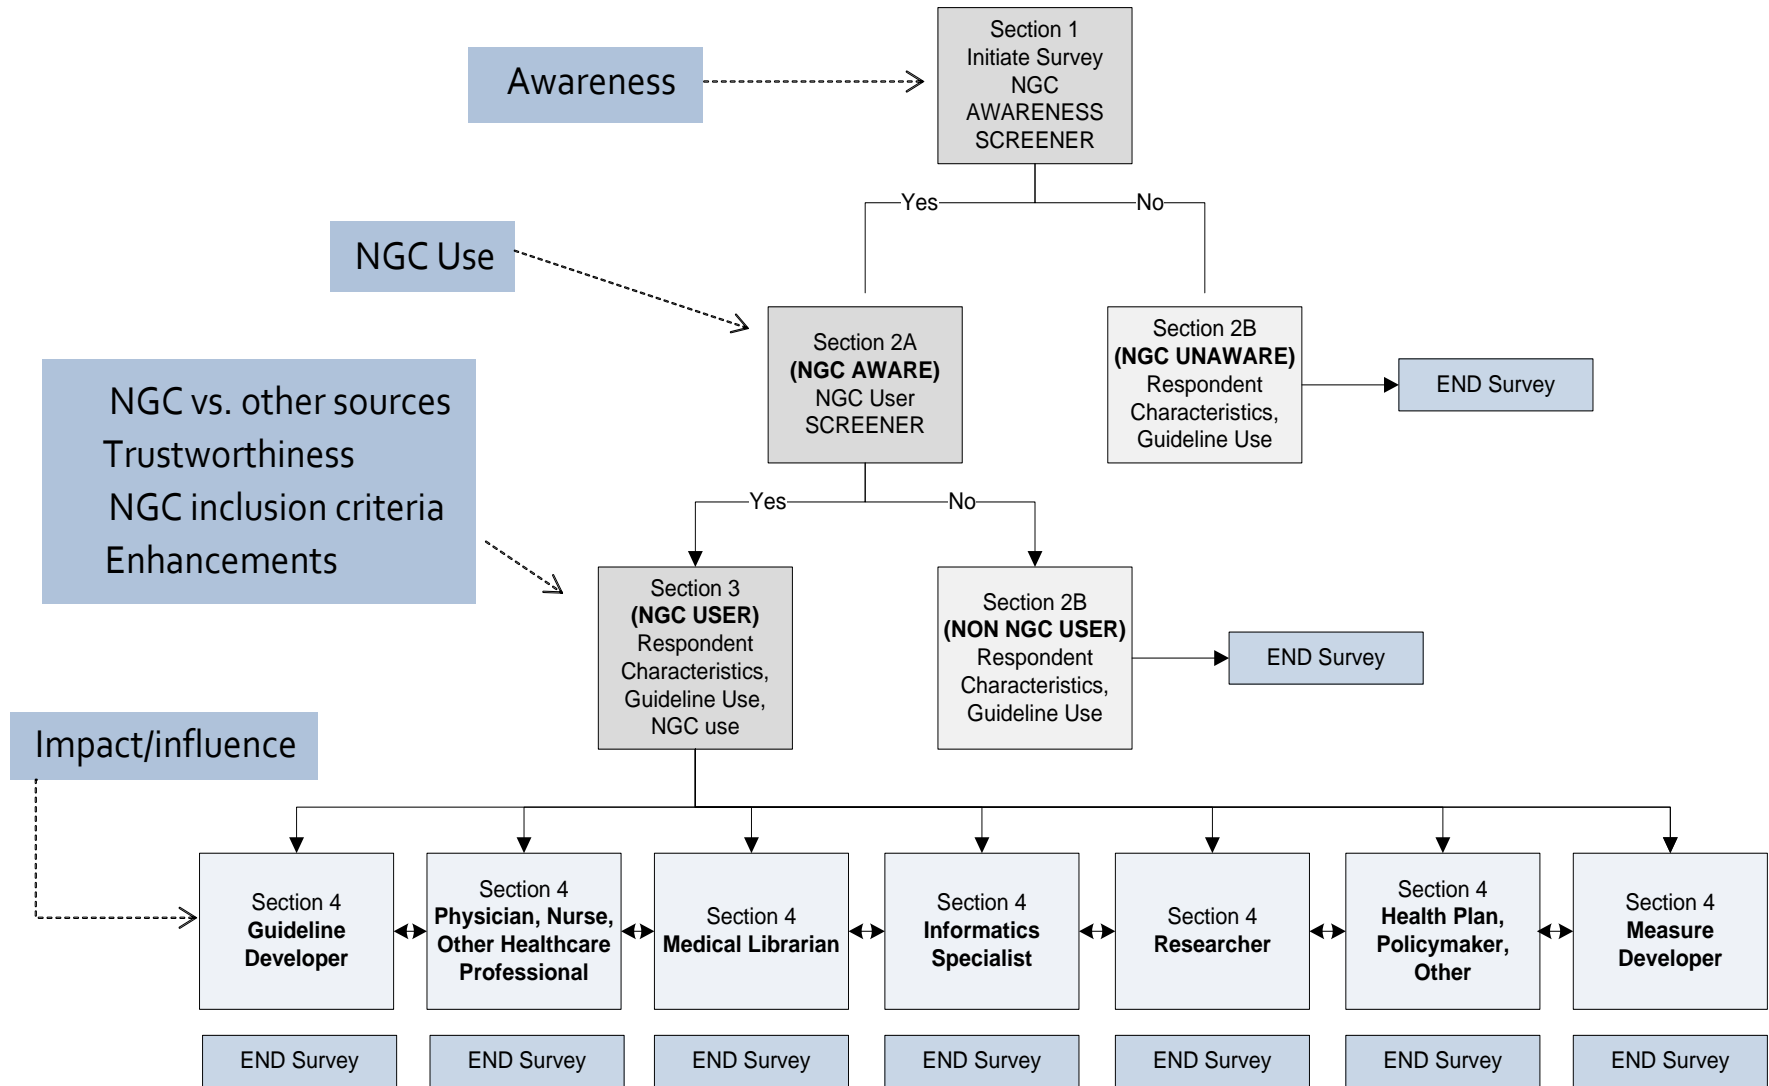 Section 1
Initiate Survey
NGC
AWARENESS
SCREENER
Awareness
Yes
No
NGC Use
Section 2A
(NGC AWARE)
NGC User
SCREENER
Section 2B
(NGC UNAWARE)
Respondent
Characteristics,
Guideline Use
END Survey
NGC vs. other sources
Trustworthiness
NGC inclusion criteria
Enhancements
Yes
No
Section 3
(NGC USER)
Respondent
Characteristics,
Guideline Use,
NGC use
Section 2B
(NON NGC USER)
Respondent
Characteristics,
Guideline Use
END Survey
Impact/influence
Section 4
Guideline
Developer
Section 4
Physician, Nurse,
Other Healthcare
Professional
Section 4
Medical Librarian
Section 4
Informatics
Specialist
Section 4
Researcher
Section 4
Health Plan,
Policymaker,
Other
Section 4
Measure
Developer
END Survey
END Survey
END Survey
END Survey
END Survey
END Survey
END Survey